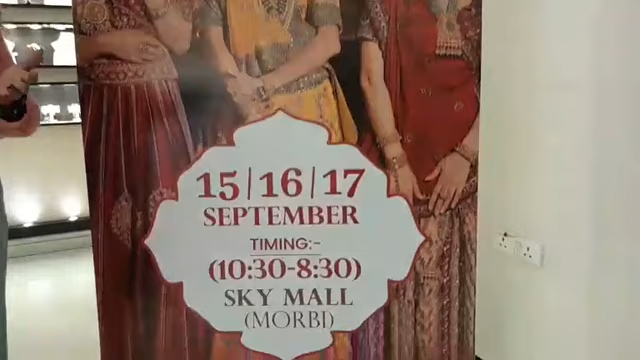 15|16|17
SEPTEMBER
TIMING:-
(10:30-8:30)
SKY MALL
(MORBI)